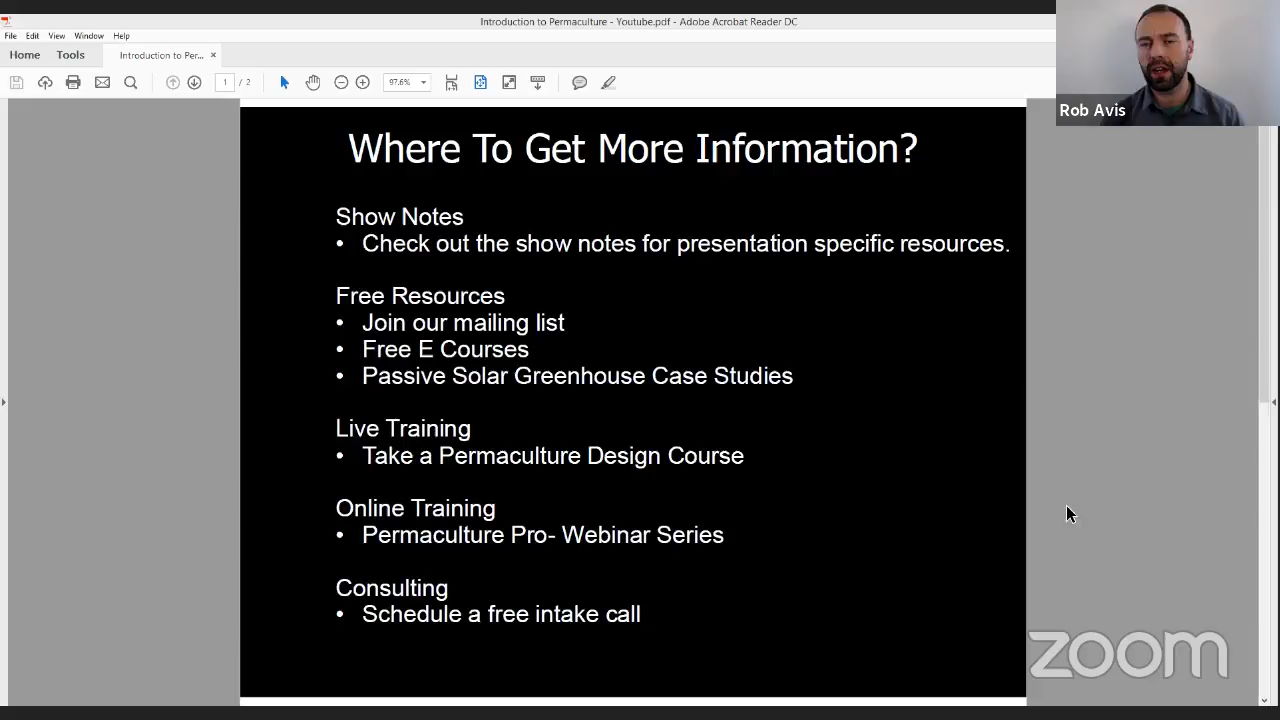 Introduction to Permaculture - Youtube.pdf - Adobe Acrobat Reader DC
File Edit View Window Help
Home Tools Introduction to Per... ×
1 / 2 97.6%
Rob Avis
Where To Get More Information?
Show Notes
• Check out the show notes for presentation specific resources.
Free Resources
• Join our mailing list
• Free E Courses
• Passive Solar Greenhouse Case Studies
Live Training
• Take a Permaculture Design Course
Online Training
• Permaculture Pro- Webinar Series
Consulting
• Schedule a free intake call
zoom